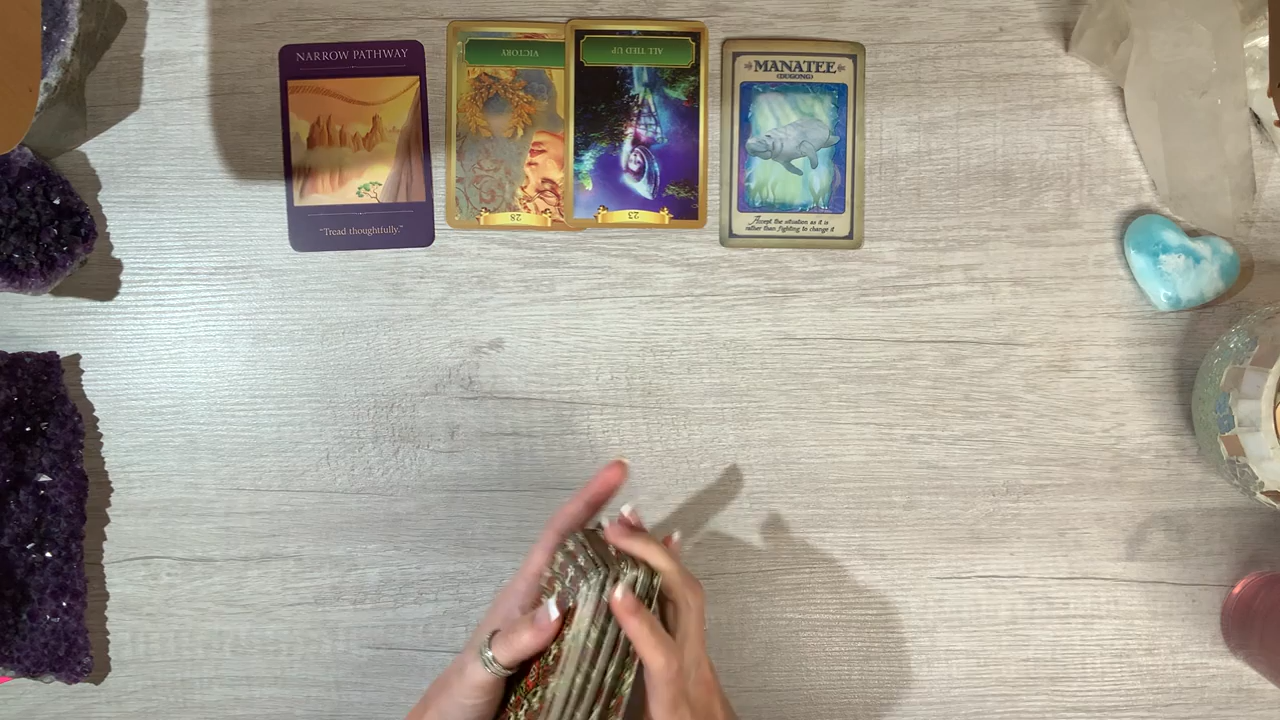 NARROW PATHWAY
"Tread thoughtfully."
VICTORY
28
ALL TIED UP
23
MANATEE
(DUGONG)
Accept the situation as it is
rather than fighting to change it